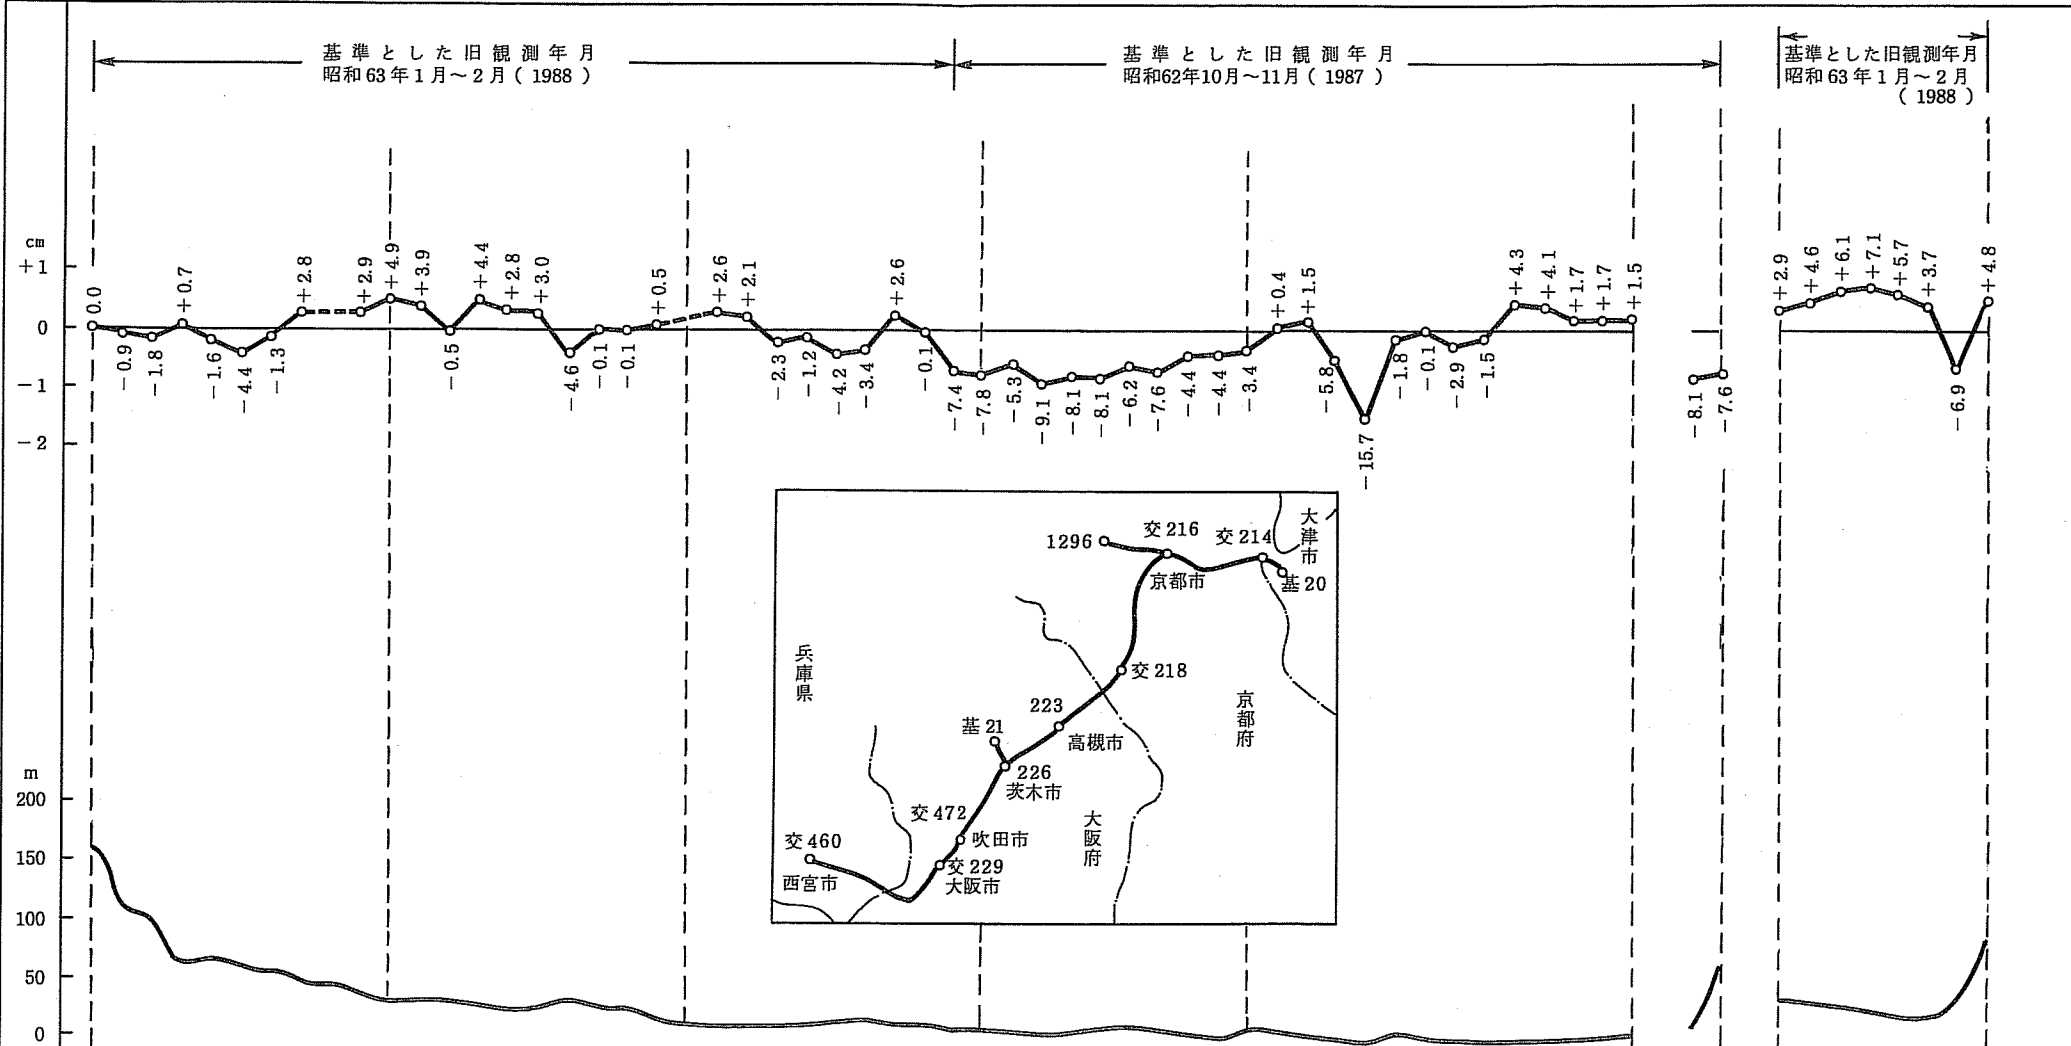 基準とした旧観測年月
昭和63年1月～2月（1988）
基準とした旧観測年月
昭和62年10月～11月（1987）
基準とした旧観測年月
昭和63年1月～2月
（1988）
cm
+1
0
-1
-2
0.0
-0.9
-1.8
+0.7
-1.6
-4.4
-1.3
+2.8
+2.9
+4.9
+3.9
-0.5
+4.4
+2.8
+3.0
-4.6
-0.1
-0.1
+0.5
+2.6
+2.1
-2.3
-1.2
-4.2
-3.4
+2.6
-0.1
-7.4
-7.8
-5.3
-9.1
-8.1
-8.1
-6.2
-7.6
-4.4
-4.4
-3.4
+0.4
+1.5
-5.8
-15.7
-1.8
-0.1
-2.9
-1.5
+4.3
+4.1
+1.7
+1.7
+1.5
-8.1
-7.6
+2.9
+4.6
+6.1
+7.1
+5.7
+3.7
-6.9
+4.8
大津市
交216
交214
1296
京都市
基20
兵庫県
交218
京都府
223
基21
高槻市
226
茨木市
交472
大阪府
吹田市
交460
交229
西宮市
大阪市
m
200
150
100
50
0